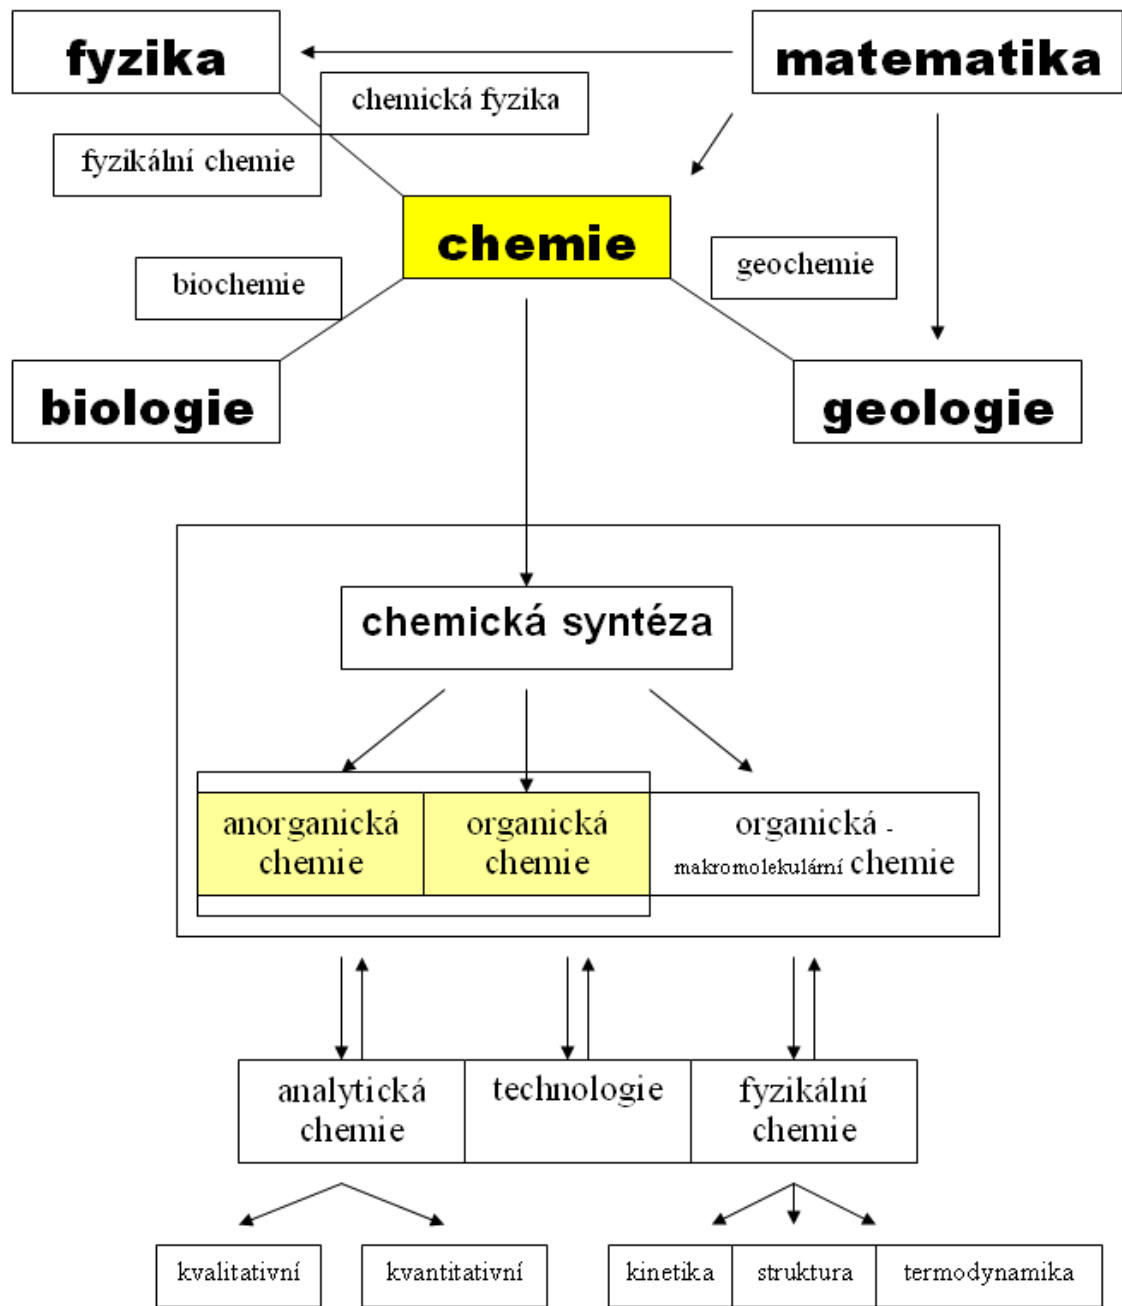 fyzika
matematika
chemická fyzika
fyzikální chemie
chemie
geochemie
biochemie
biologie
geologie
chemická syntéza
anorganická
chemie
organická
chemie
organická -
makromolekulární chemie
analytická
chemie
technologie
fyzikální
chemie
kvalitativní
kvantitativní
kinetika
struktura
termodynamika